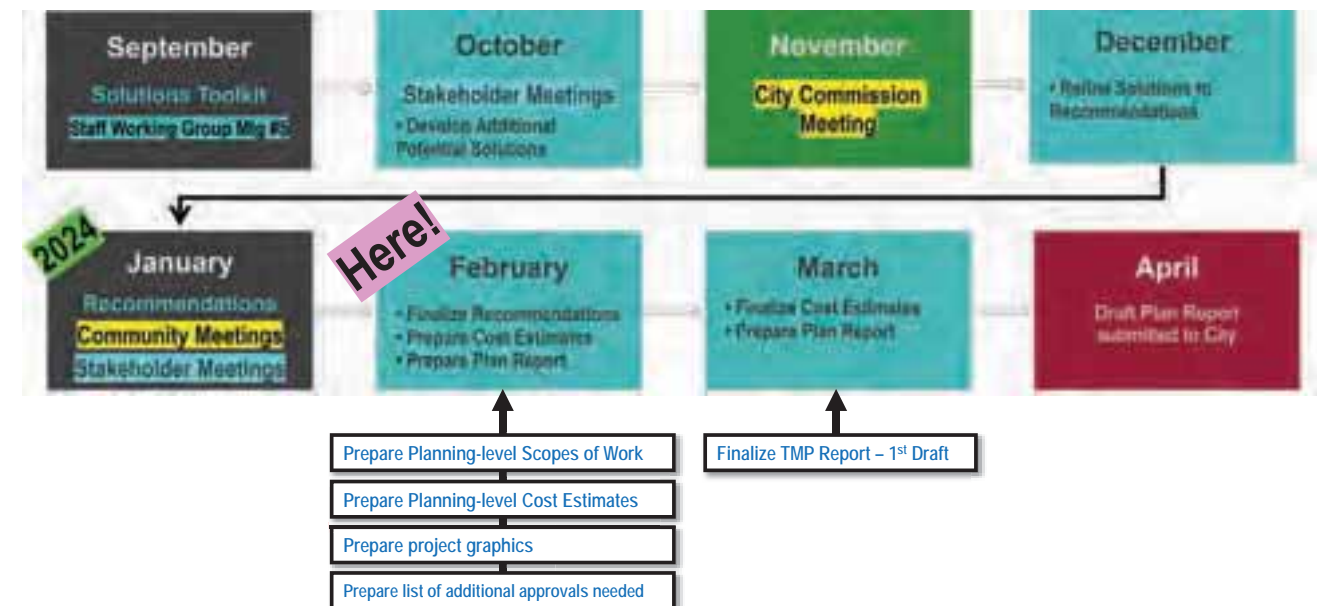 September
Solutions Toolkit
Staff Working Group Mtg #5
October
Stakeholder Meetings
• Develop Additional
Potential Solutions
November
City Commission
Meeting
December
• Refine Solutions to
Recommendations
2024
January
Recommendations
Community Meetings
Stakeholder Meetings
Here!
February
• Finalize Recommendations
• Prepare Cost Estimates
• Prepare Plan Report
March
• Finalize Cost Estimates
• Prepare Plan Report
April
Draft Plan Report
submitted to City
Prepare Planning-level Scopes of Work
Prepare Planning-level Cost Estimates
Prepare project graphics
Prepare list of additional approvals needed
Finalize TMP Report – 1st Draft